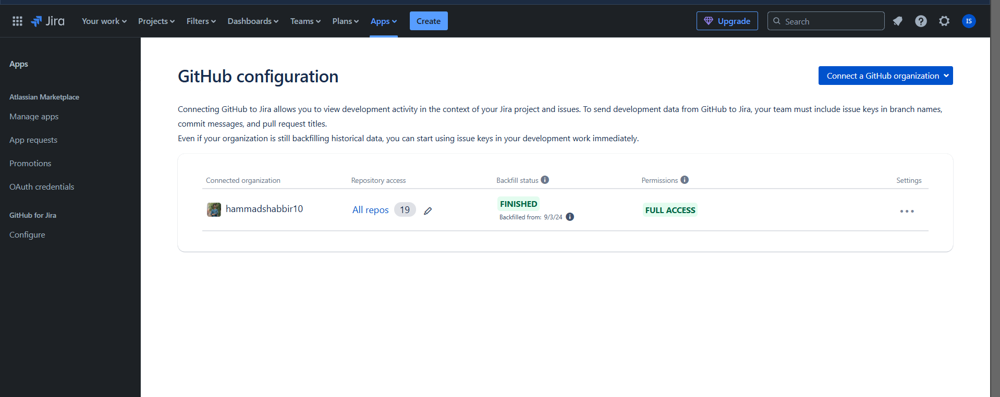 Jira Your work Projects Filters Dashboards Teams Plans Apps Create Upgrade Search IS
Apps
Atlassian Marketplace
Manage apps
App requests
Promotions
OAuth credentials
GitHub for Jira
Configure
GitHub configuration
Connect a GitHub organization
Connecting GitHub to Jira allows you to view development activity in the context of your Jira project and issues. To send development data from GitHub to Jira, your team must include issue keys in branch names,
commit messages, and pull request titles.
Even if your organization is still backfilling historical data, you can start using issue keys in your development work immediately.
Connected organization Repository access Backfill status Permissions Settings
hammadshabbir10 All repos 19 FINISHED FULL ACCESS
Backfilled from: 9/3/24